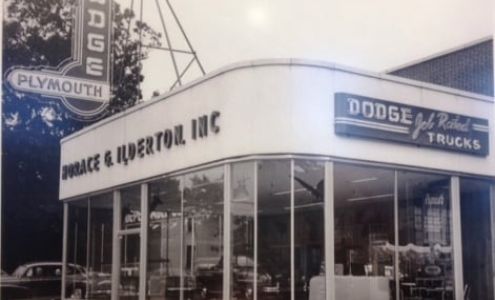 DODGE
PLYMOUTH
HORACE G. ILDERTON, INC
DODGE
Job Rated
TRUCKS